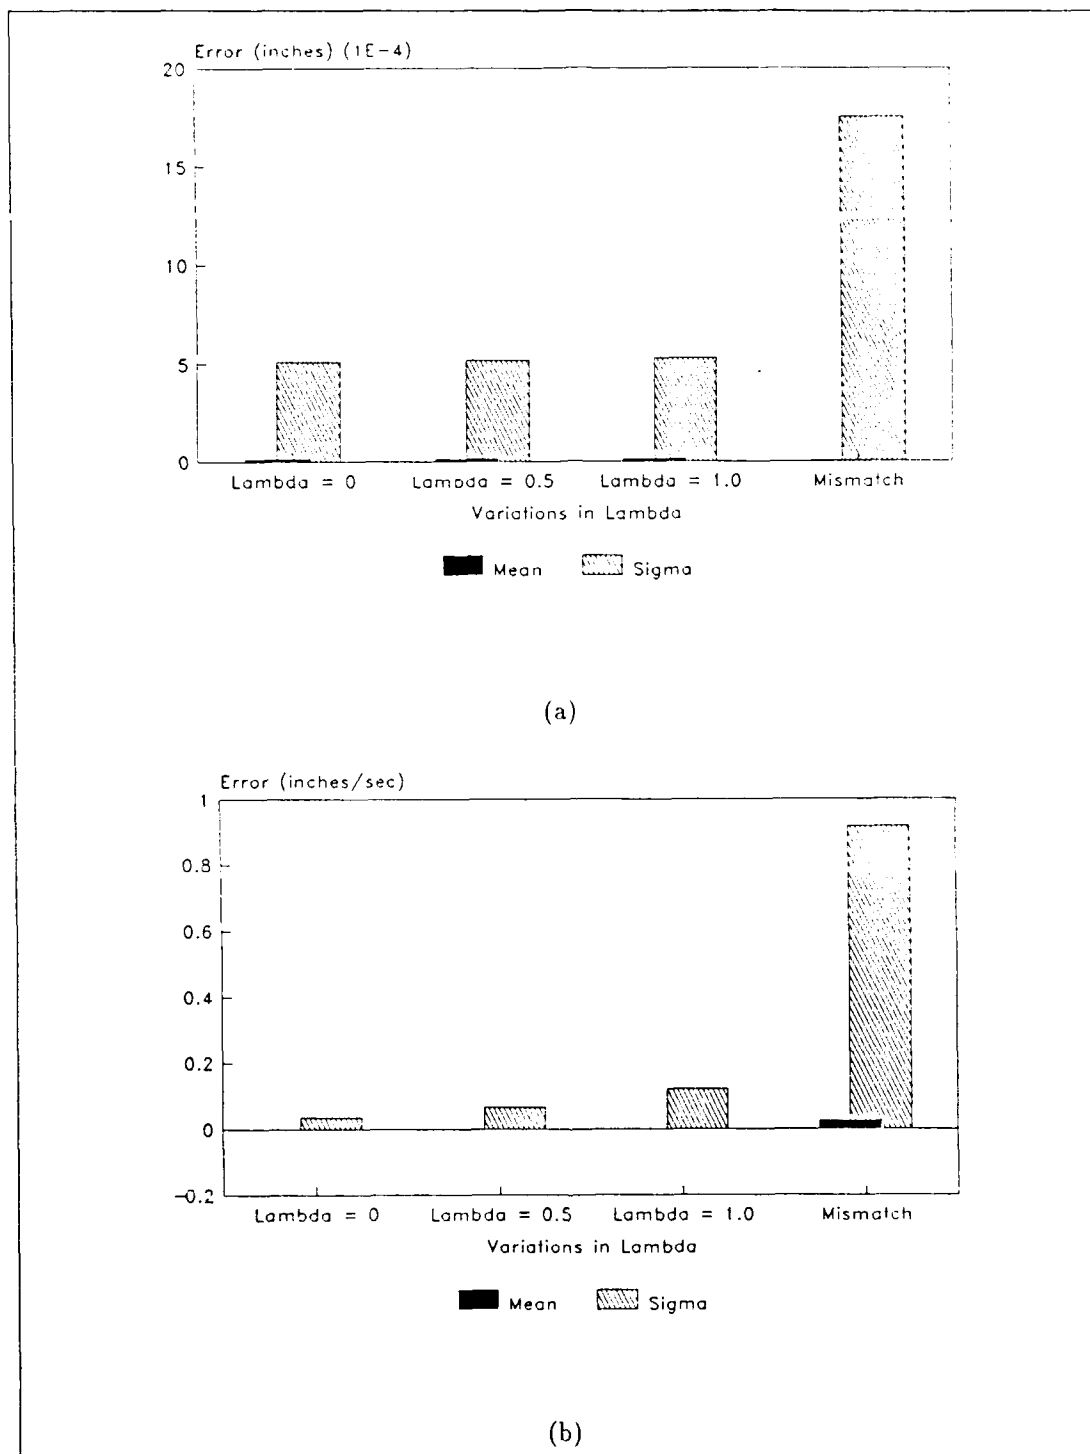 Error (inches) (1E-4)
20
15
10
5
0
Lambda = 0 Lambda = 0.5 Lambda = 1.0 Mismatch
Variations in Lambda
Mean Sigma
(a)
Error (inches/sec)
1
0.8
0.6
0.4
0.2
0
-0.2
Lambda = 0 Lambda = 0.5 Lambda = 1.0 Mismatch
Variations in Lambda
Mean Sigma
(b)